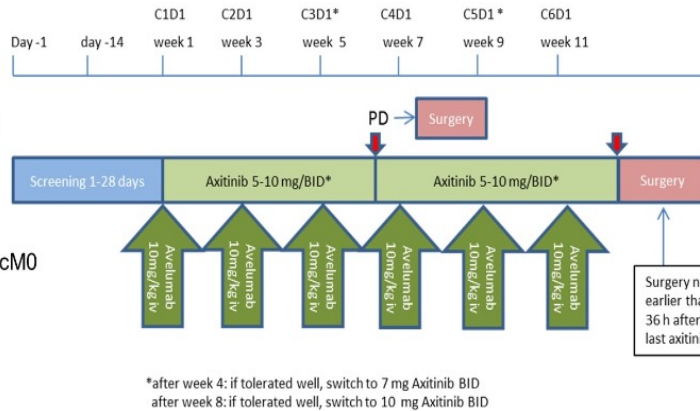 C1D1 C2D1 C3D1* C4D1 C5D1 * C6D1
Day -1 day -14 week 1 week 3 week 5 week 7 week 9 week 11
PD Surgery
Screening 1-28 days Axitinib 5-10 mg/BID* Axitinib 5-10 mg/BID* Surgery
cM0
Avelumab
10mg/kg iv
Avelumab
10mg/kg iv
Avelumab
10mg/kg iv
Avelumab
10mg/kg iv
Avelumab
10mg/kg iv
Avelumab
10mg/kg iv
Surgery n
earlier tha
36 h after
last axitin
*after week 4: if tolerated well, switch to 7 mg Axitinib BID
after week 8: if tolerated well, switch to 10 mg Axitinib BID